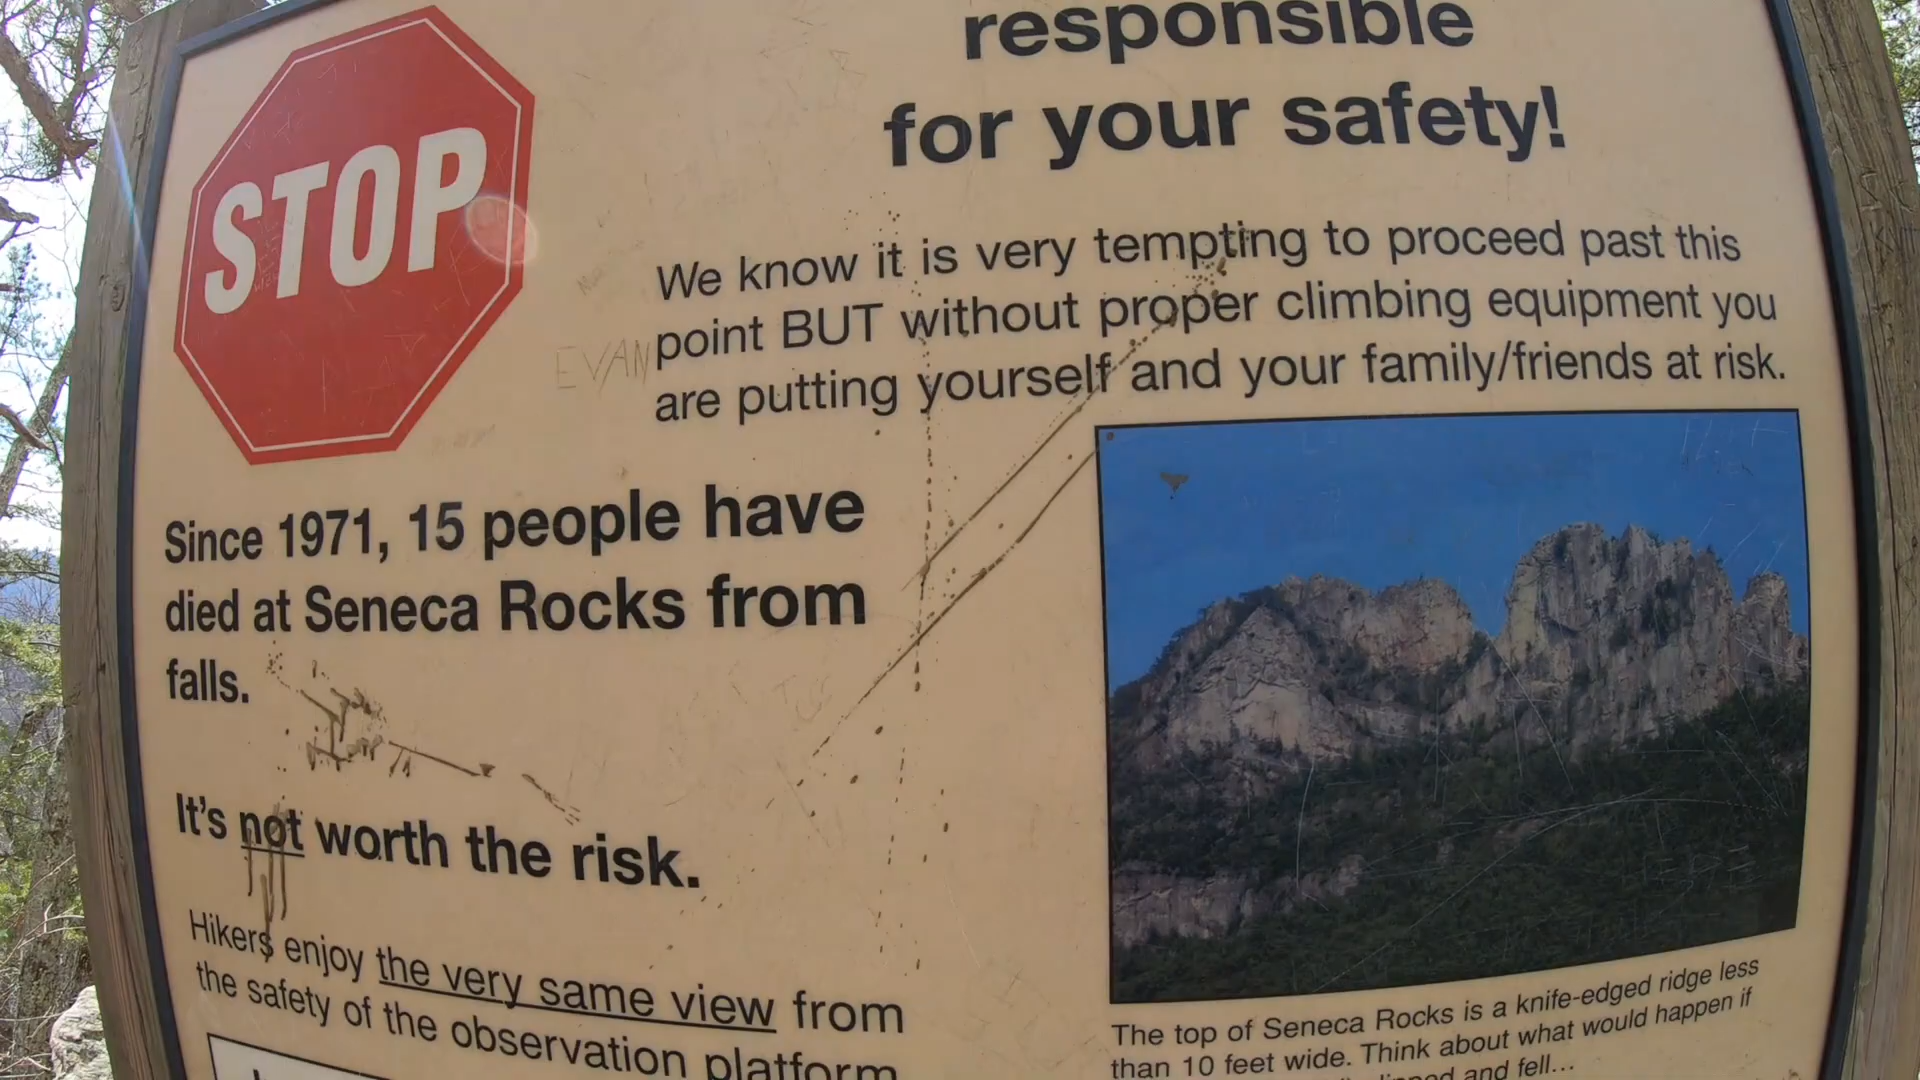 STOP
responsible
for your safety!
We know it is very tempting to proceed past this
point BUT without proper climbing equipment you
are putting yourself and your family/friends at risk.
EVAN
Since 1971, 15 people have
died at Seneca Rocks from
falls.
It's not worth the risk.
Hikers enjoy the very same view from
the safety of the observation platform
The top of Seneca Rocks is a knife-edged ridge less
than 10 feet wide. Think about what would happen if
and fell...